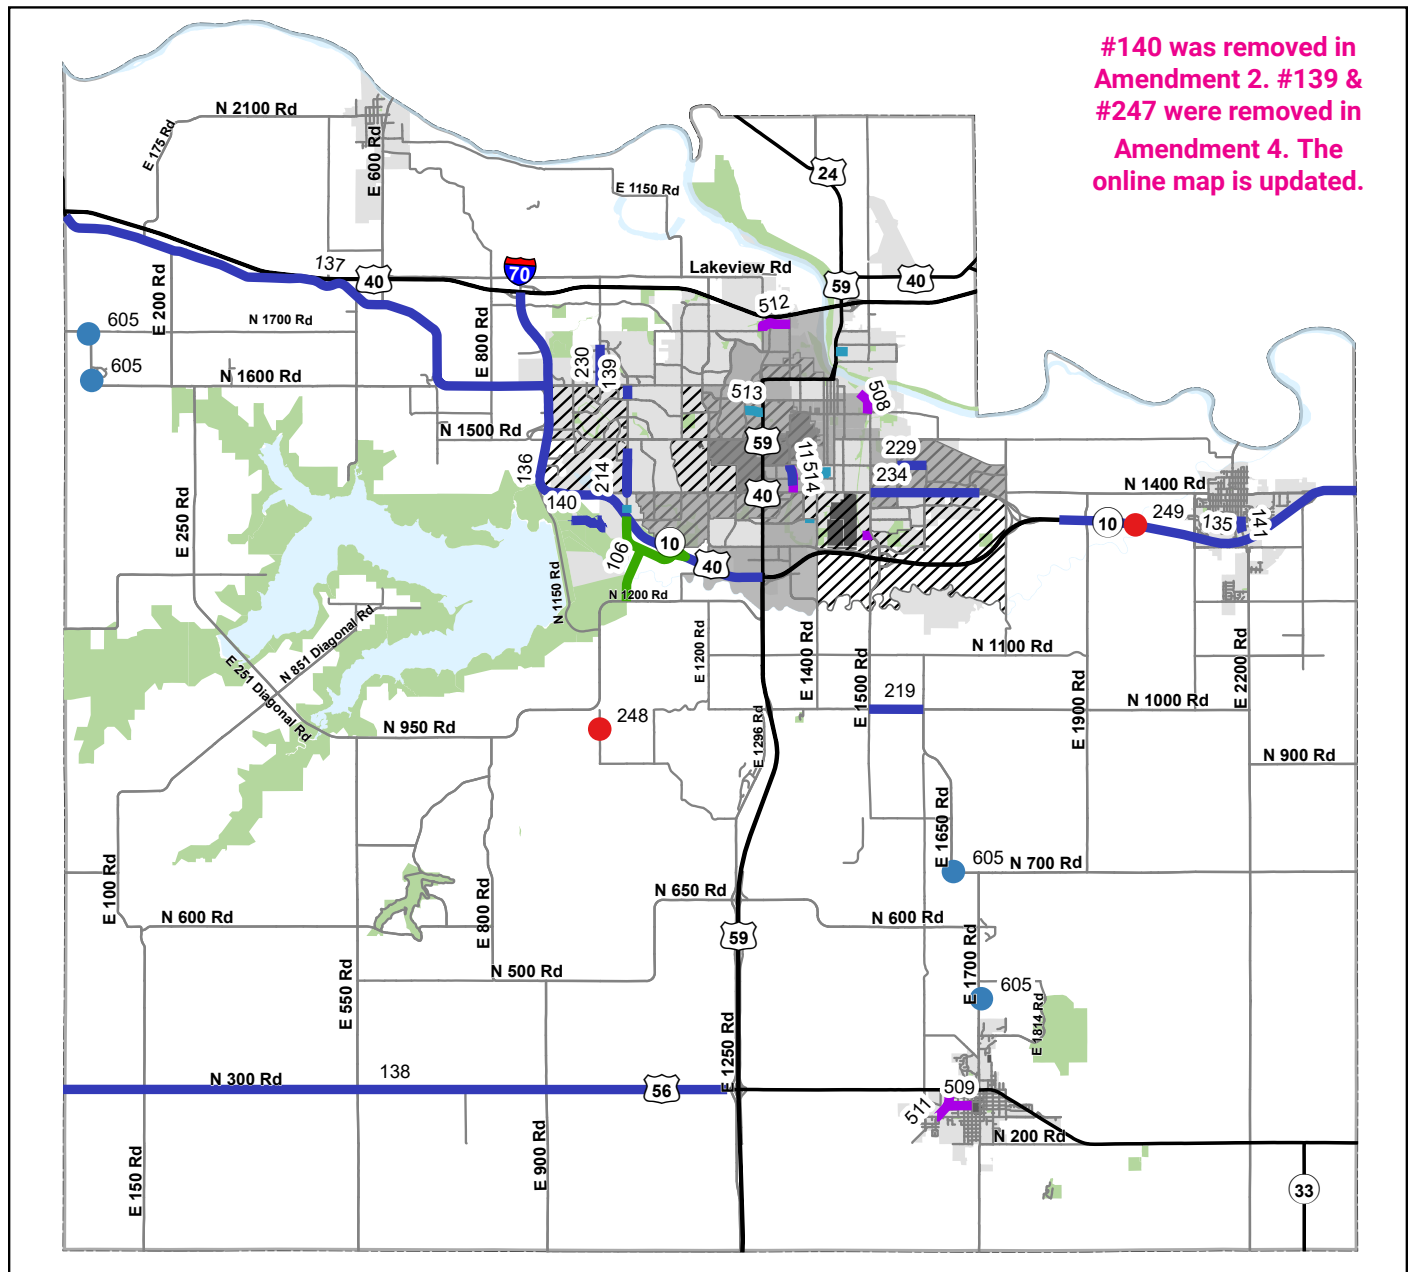 #140 was removed in
Amendment 2. #139 &
#247 were removed in
Amendment 4. The
online map is updated.
N 2100 Rd
E 175 Rd
E 600 Rd
24
E 1150 Rd
Lakeview Rd
137
40
70
59
40
E 200 Rd
605
N 1700 Rd
512
E 800 Rd
605
N 1600 Rd
230
139
513
508
N 1500 Rd
59
229
136
214
11514
234
40
N 1400 Rd
E 250 Rd
140
10
249
135
141
10
106
40
N 1150 Rd
N 1200 Rd
N 851 Diagonal Rd
E 251 Diagonal Rd
E 1200 Rd
E 1400 Rd
N 1100 Rd
E 2200 Rd
E 1500 Rd
219
E 1900 Rd
N 1000 Rd
N 950 Rd
248
E 1296 Rd
N 900 Rd
E 1650 Rd
605
N 700 Rd
E 100 Rd
N 600 Rd
E 800 Rd
N 650 Rd
N 600 Rd
59
E 1700 Rd
N 500 Rd
E 550 Rd
605
E 1814 Rd
E 1250 Rd
N 300 Rd
138
56
509
511
N 200 Rd
E 150 Rd
E 900 Rd
33